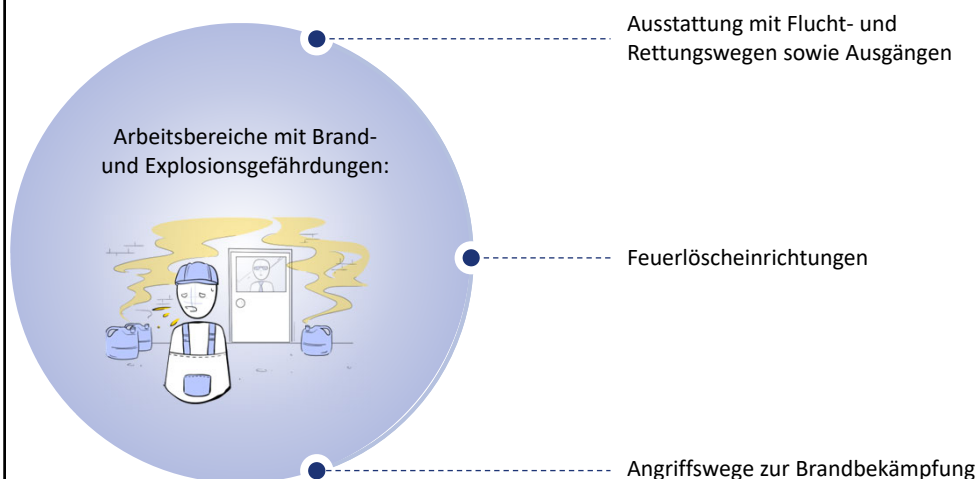 Ausstattung mit Flucht- und
Rettungswegen sowie Ausgängen
Arbeitsbereiche mit Brand-
und Explosionsgefährdungen:
Feuerlöscheinrichtungen
Angriffswege zur Brandbekämpfung